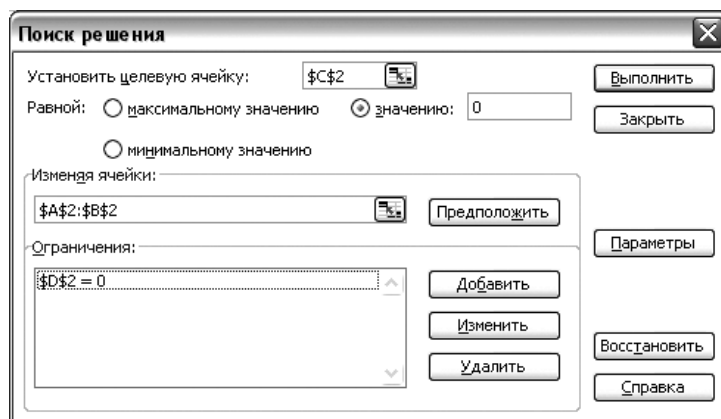 Поиск решения
Установить целевую ячейку: $C$2
Выполнить
Равной: максимальному значению значению: 0
Закрыть
минимальному значению
Изменяя ячейки:
$A$2:$B$2
Предположить
Параметры
Ограничения:
$D$2 = 0
Добавить
Изменить
Восстановить
Удалить
Справка